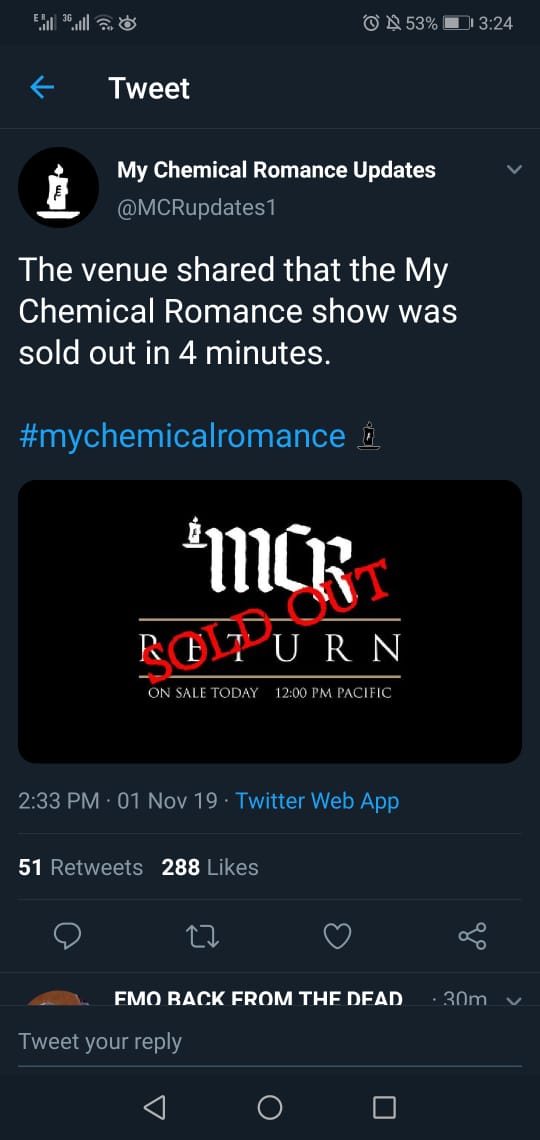 E R 3G 53% 3:24
Tweet
My Chemical Romance Updates
@MCRupdates1
The venue shared that the My
Chemical Romance show was
sold out in 4 minutes.
#mychemicalromance
MCR
SOLD OUT
RETURN
ON SALE TODAY 12:00 PM PACIFIC
2:33 PM · 01 Nov 19 · Twitter Web App
51 Retweets 288 Likes
EMO BACK FROM THE DEAD · 30m
Tweet your reply